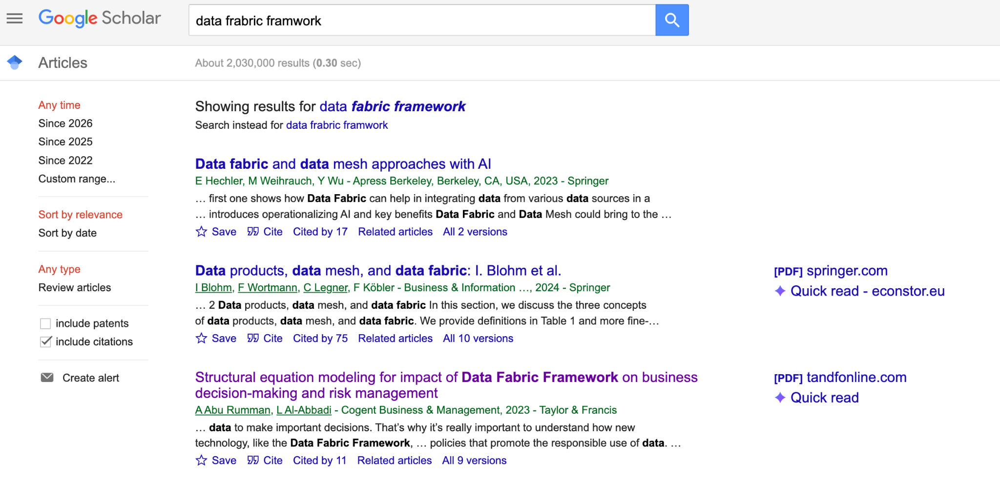 Google Scholar
data frabric framwork
Articles
About 2,030,000 results (0.30 sec)
Any time
Since 2026
Since 2025
Since 2022
Custom range...
Sort by relevance
Sort by date
Any type
Review articles
include patents
include citations
Create alert
Showing results for data fabric framework
Search instead for data frabric framwork
Data fabric and data mesh approaches with AI
E Hechler, M Weihrauch, Y Wu - Apress Berkeley, Berkeley, CA, USA, 2023 - Springer
… first one shows how Data Fabric can help in integrating data from various data sources in a
… introduces operationalizing AI and key benefits Data Fabric and Data Mesh could bring to the …
Save Cite Cited by 17 Related articles All 2 versions
Data products, data mesh, and data fabric: I. Blohm et al.
I Blohm, F Wortmann, C Legner, F Köbler - Business & Information …, 2024 - Springer
… 2 Data products, data mesh, and data fabric In this section, we discuss the three concepts
of data products, data mesh, and data fabric. We provide definitions in Table 1 and more fine-…
Save Cite Cited by 75 Related articles All 10 versions
[PDF] springer.com
Quick read - econstor.eu
Structural equation modeling for impact of Data Fabric Framework on business
decision-making and risk management
A Abu Rumman, L Al-Abbadi - Cogent Business & Management, 2023 - Taylor & Francis
… data to make important decisions. That’s why it’s really important to understand how new
technology, like the Data Fabric Framework, … policies that promote the responsible use of data. …
Save Cite Cited by 11 Related articles All 9 versions
[PDF] tandfonline.com
Quick read